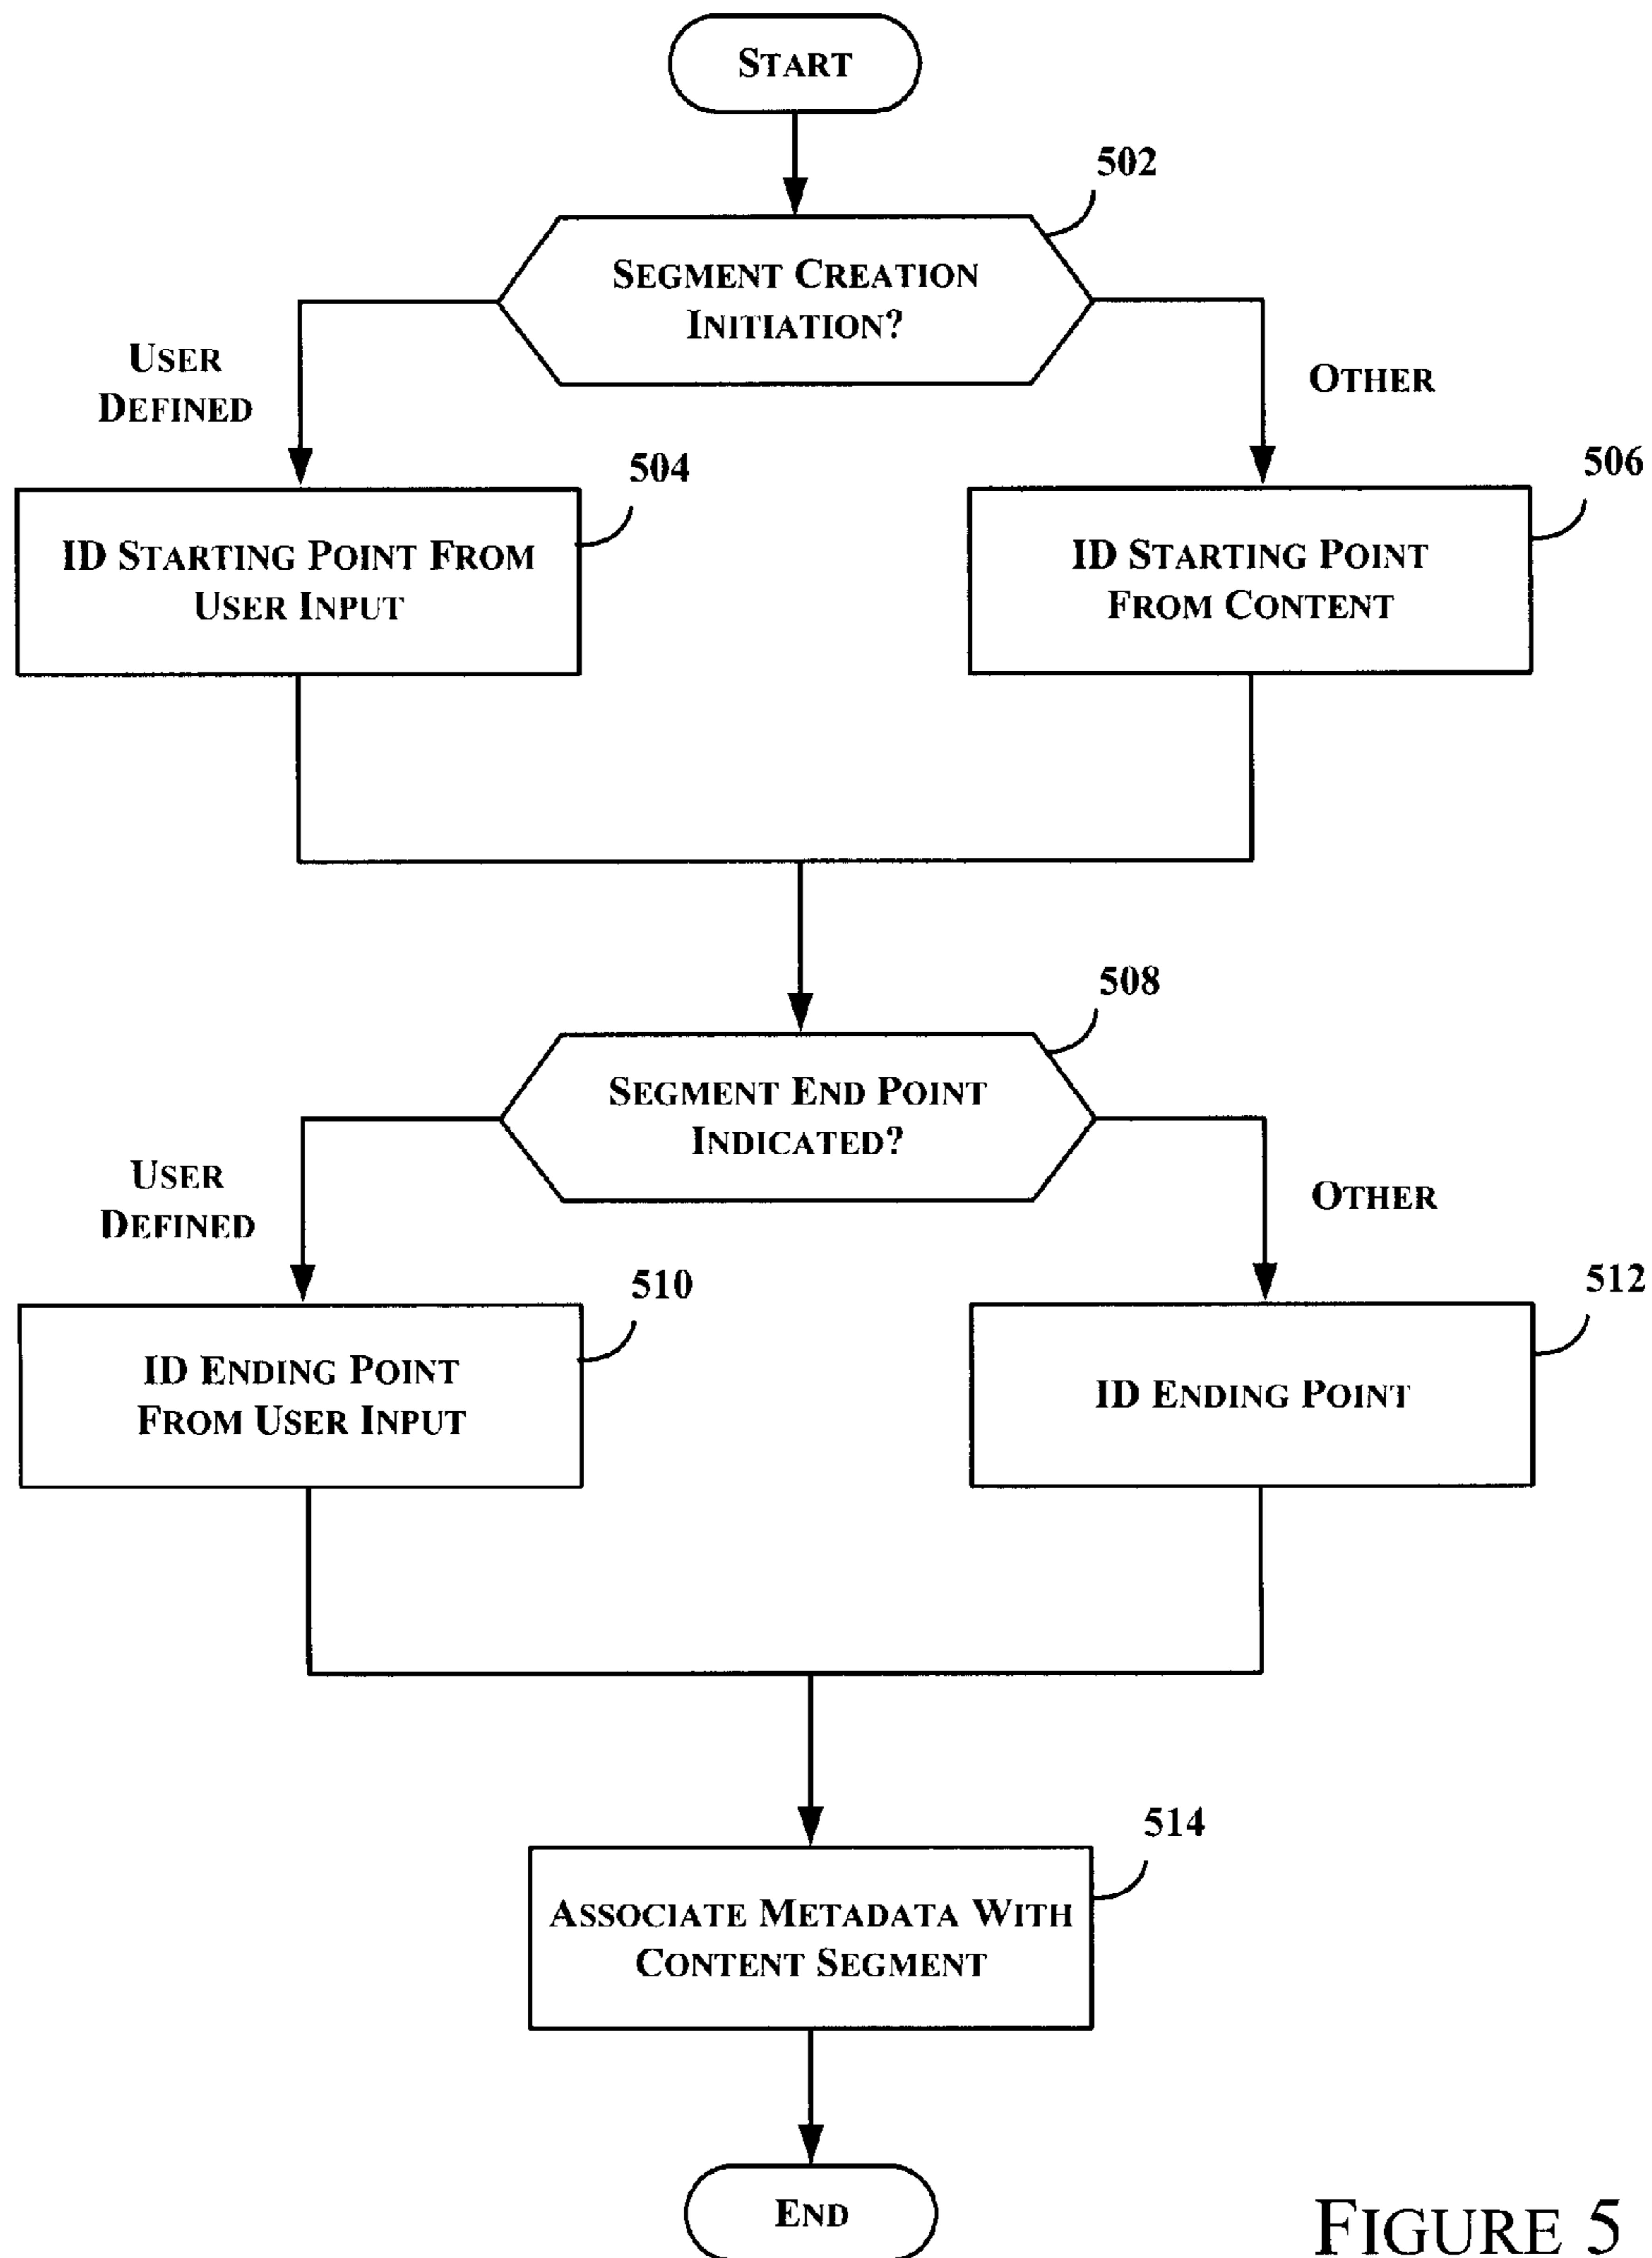 START
502
SEGMENT CREATION
INITIATION?
USER
DEFINED
OTHER
504
506
ID STARTING POINT FROM
USER INPUT
ID STARTING POINT
FROM CONTENT
508
SEGMENT END POINT
INDICATED?
USER
DEFINED
OTHER
510
512
ID ENDING POINT
FROM USER INPUT
ID ENDING POINT
514
ASSOCIATE METADATA WITH
CONTENT SEGMENT
END
FIGURE 5